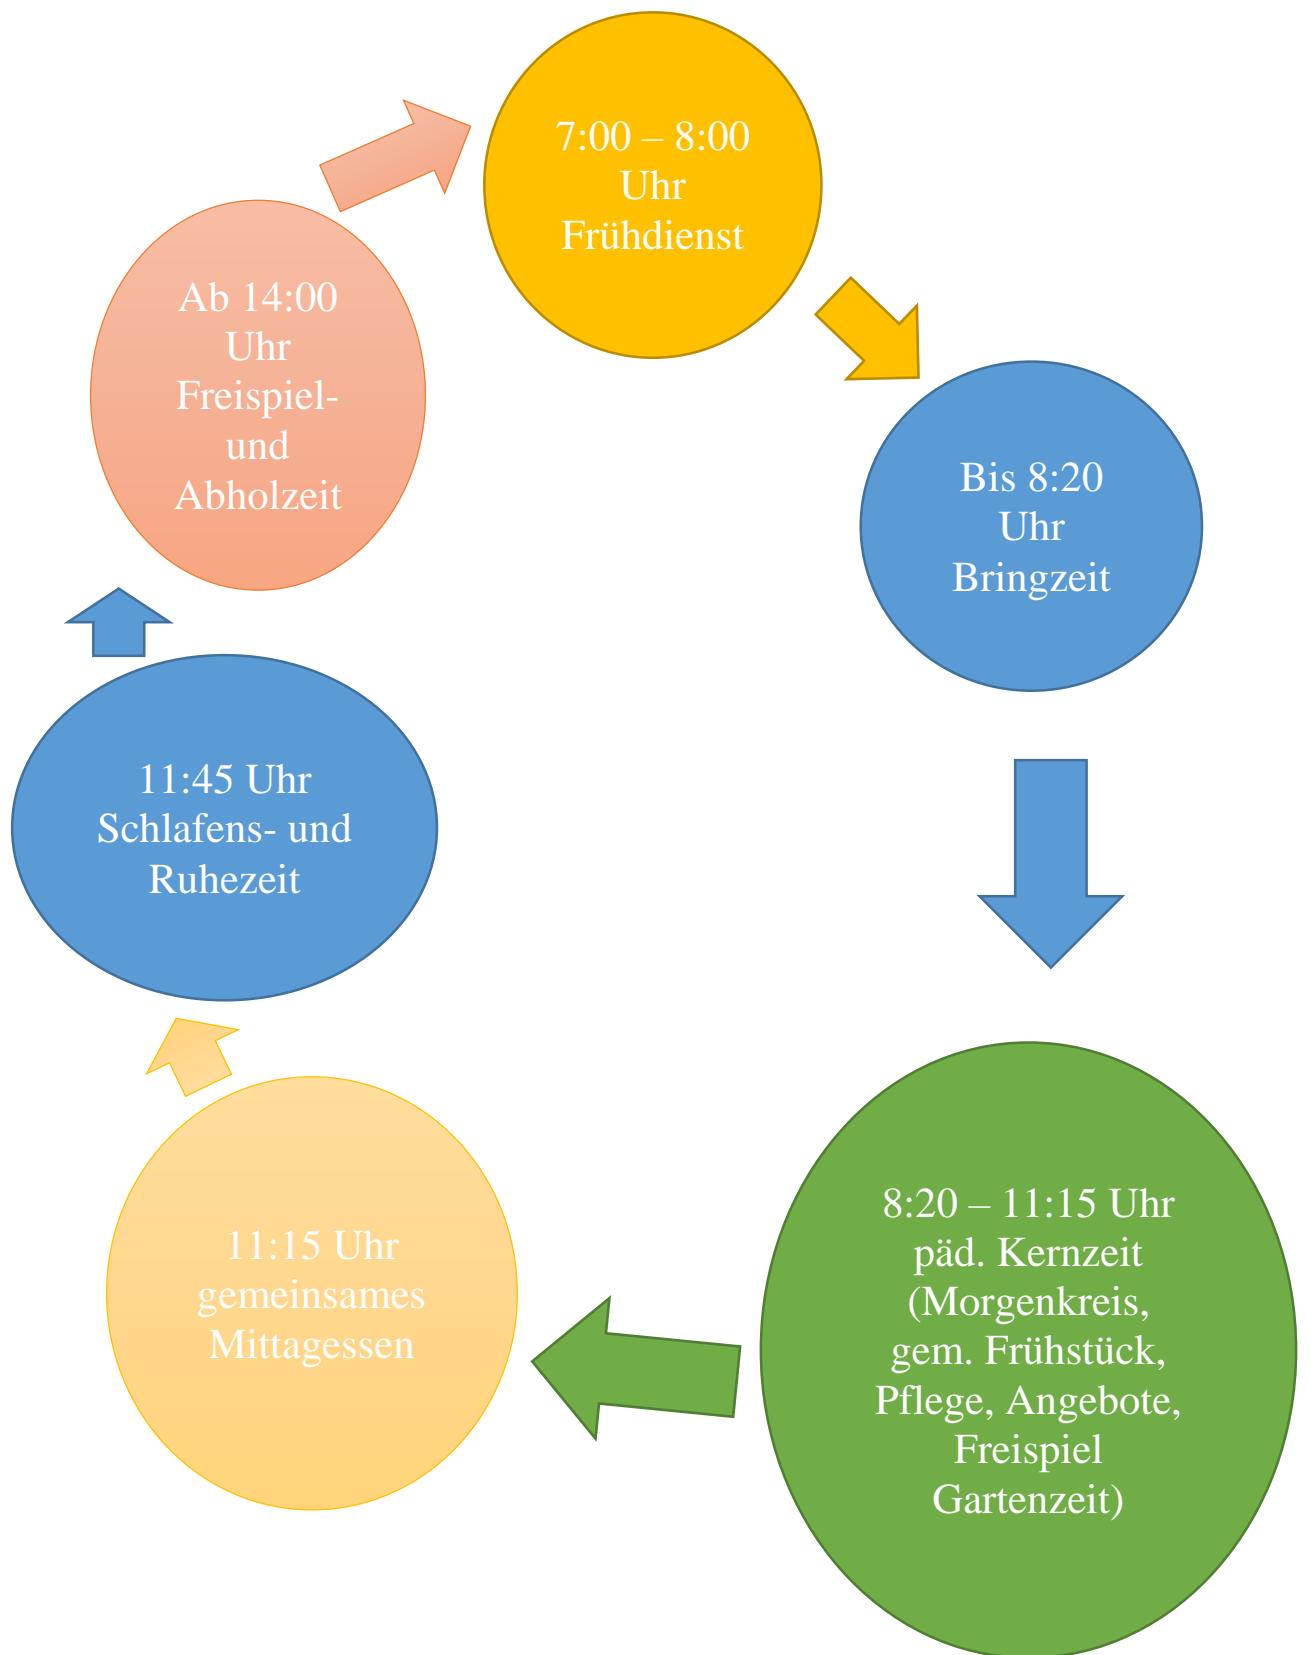 7:00 – 8:00
Uhr
Frühdienst
Bis 8:20
Uhr
Bringzeit
8:20 – 11:15 Uhr
päd. Kernzeit
(Morgenkreis,
gem. Frühstück,
Pflege, Angebote,
Freispiel
Gartenzeit)
11:15 Uhr
gemeinsames
Mittagessen
11:45 Uhr
Schlafens- und
Ruhezeit
Ab 14:00
Uhr
Freispiel-
und
Abholzeit